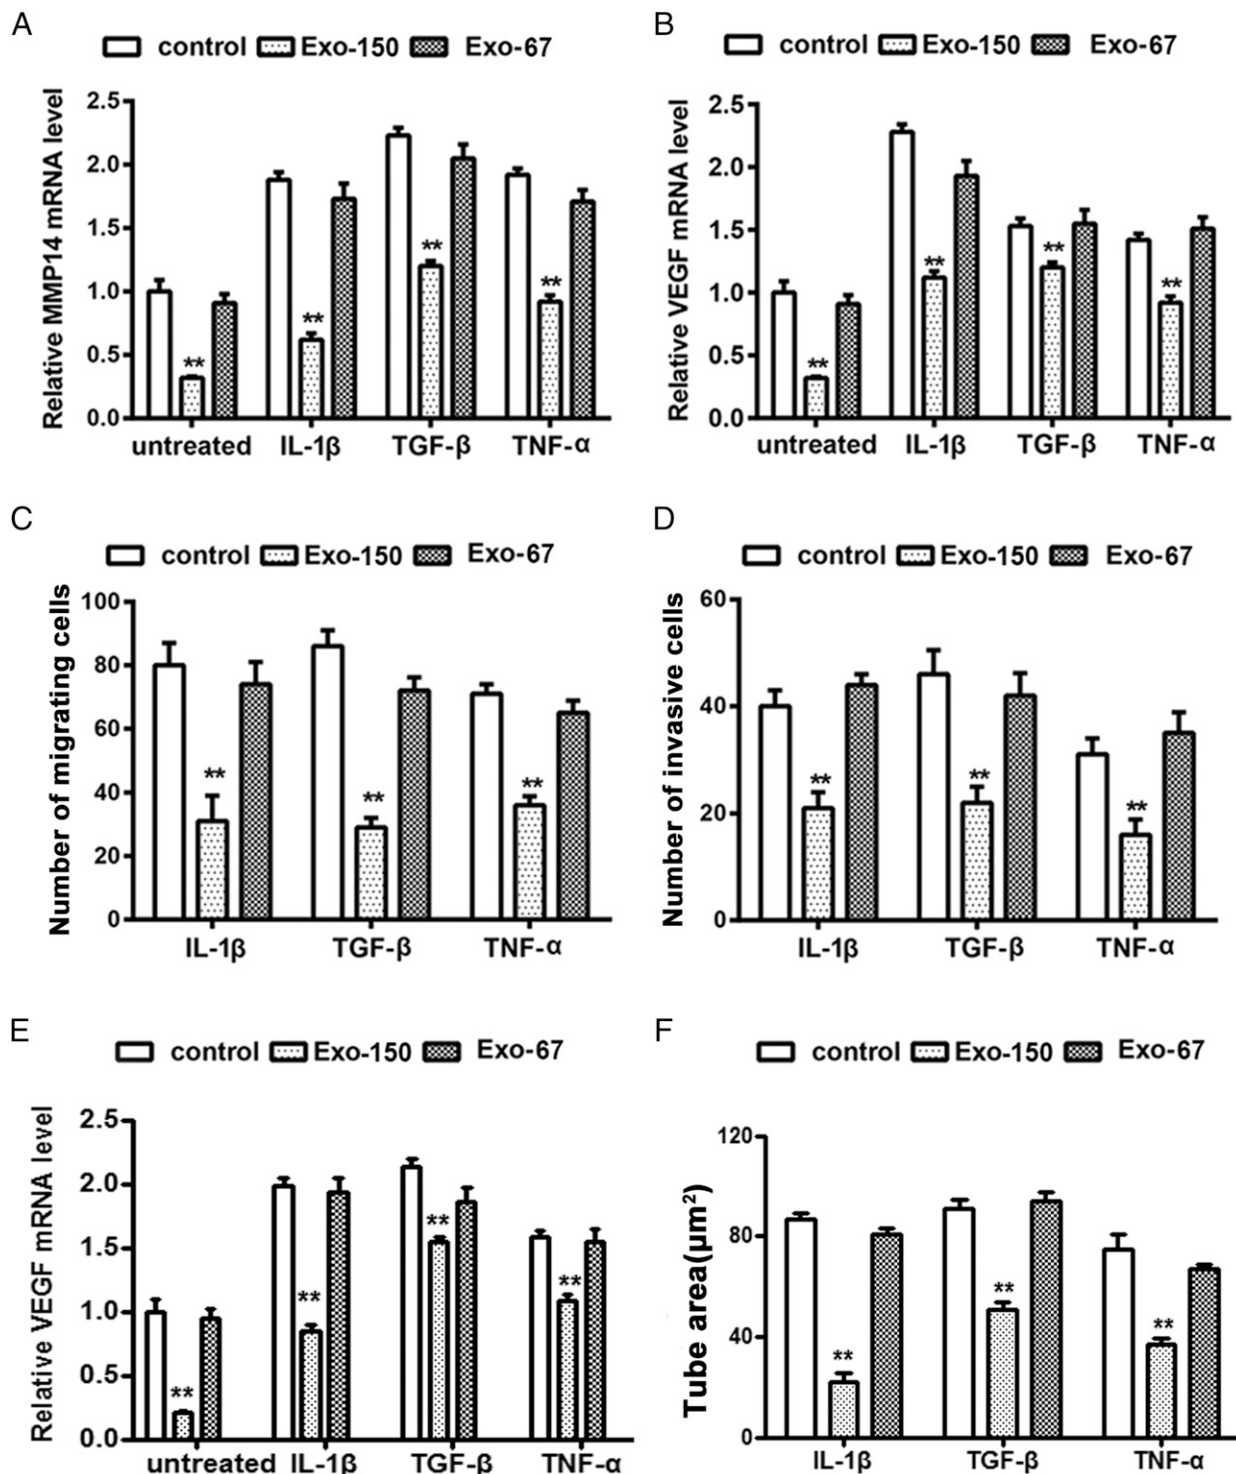 A
control Exo-150 Exo-67
Relative MMP14 mRNA level
2.5
2.0
1.5
1.0
0.5
0.0
** ** ** **
untreated IL-1β TGF-β TNF-α
B
control Exo-150 Exo-67
Relative VEGF mRNA level
2.5
2.0
1.5
1.0
0.5
0.0
** ** ** **
untreated IL-1β TGF-β TNF-α
C
control Exo-150 Exo-67
Number of migrating cells
100
80
60
40
20
0
** ** **
IL-1β TGF-β TNF-α
D
control Exo-150 Exo-67
Number of invasive cells
60
40
20
0
** ** **
IL-1β TGF-β TNF-α
E
control Exo-150 Exo-67
Relative VEGF mRNA level
2.5
2.0
1.5
1.0
0.5
0.0
** ** ** **
untreated IL-1β TGF-β TNF-α
F
control Exo-150 Exo-67
Tube area(μm²)
120
80
40
0
** ** **
IL-1β TGF-β TNF-α